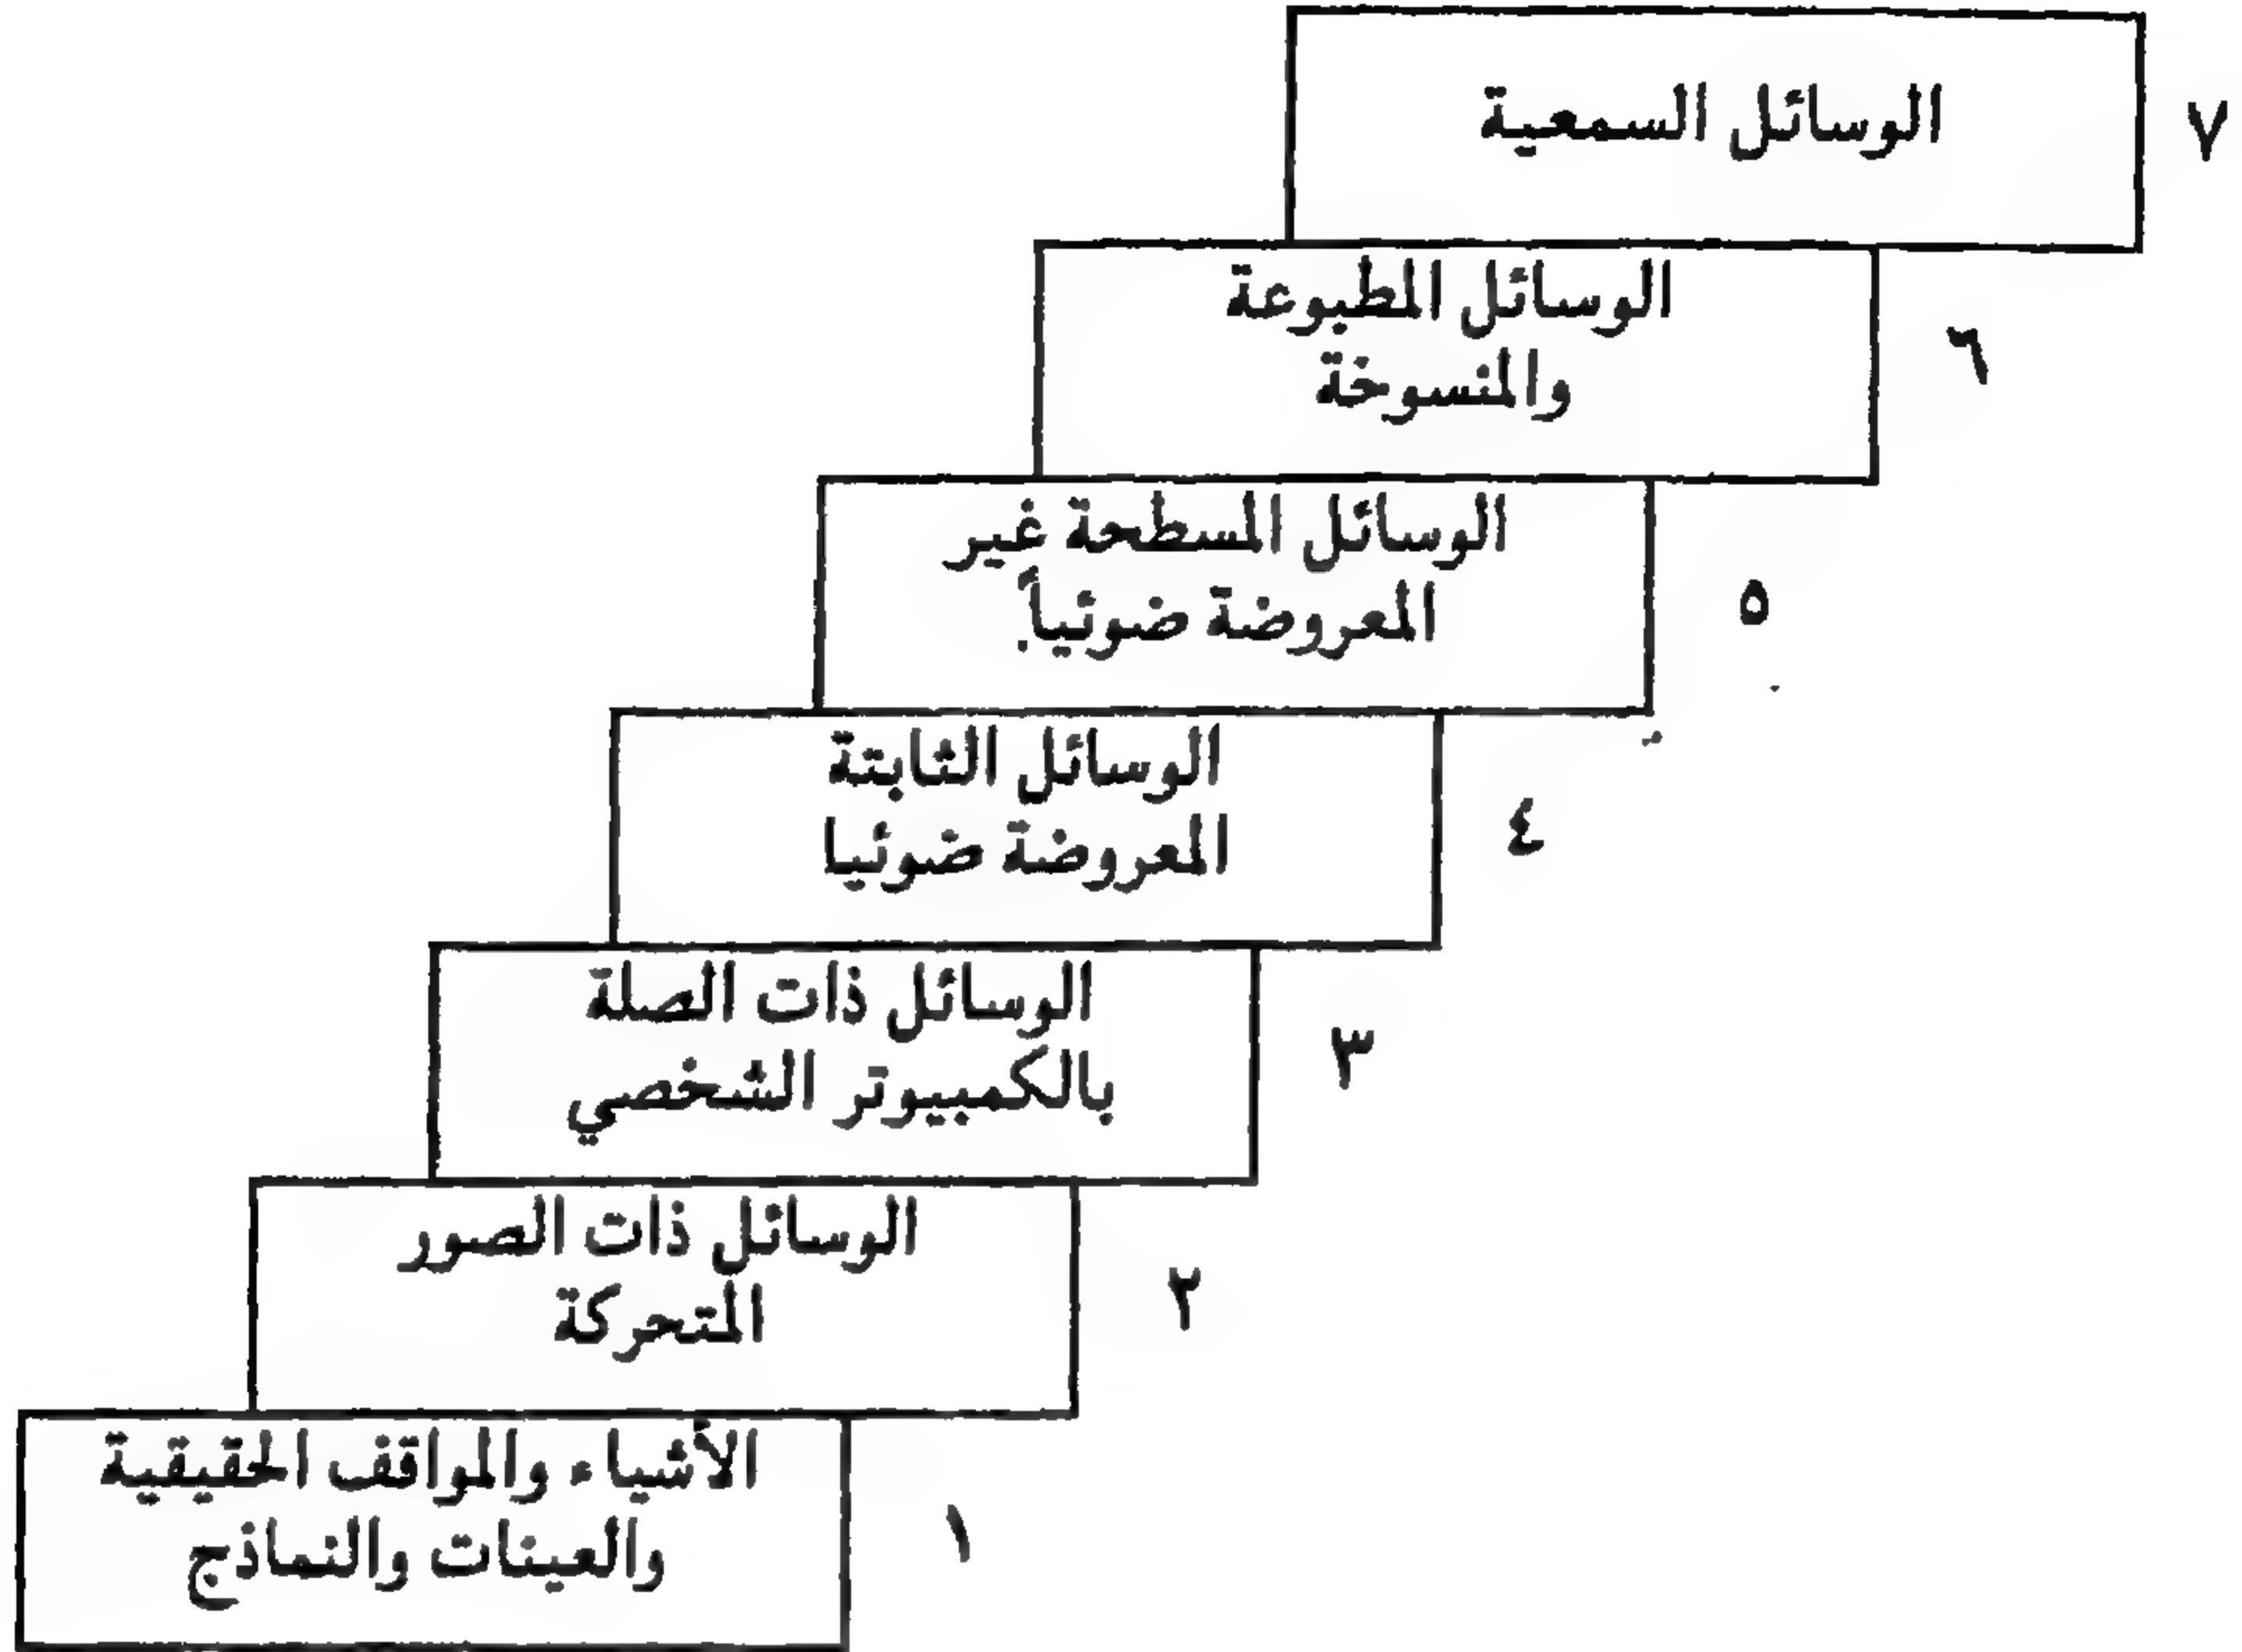 الوسائل السمعية
٧
الوسائل المطبوعة
والمنسوخة
٦
الوسائل المسطحة غير
المعروضة ضوئياً
٥
الوسائل الثابتة
المعروضة ضوئيا
٤
الوسائل ذات الصلة
بالكمبيوتر الشخصي
٣
الوسائل ذات الصور
المتحركة
٢
الأشياء والمواقف الحقيقية
والعينات والنماذج
١